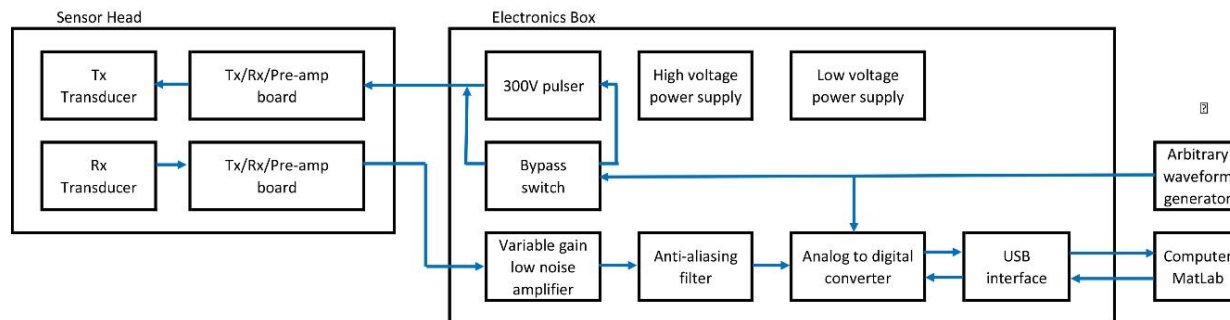 Sensor Head
Electronics Box
Tx
Transducer
Tx/Rx/Pre-amp
board
300V pulser
High voltage
power supply
Low voltage
power supply
Rx
Transducer
Tx/Rx/Pre-amp
board
Bypass
switch
Arbitrary
waveform
generator
Variable gain
low noise
amplifier
Anti-aliasing
filter
Analog to digital
converter
USB
interface
Computer
MatLab